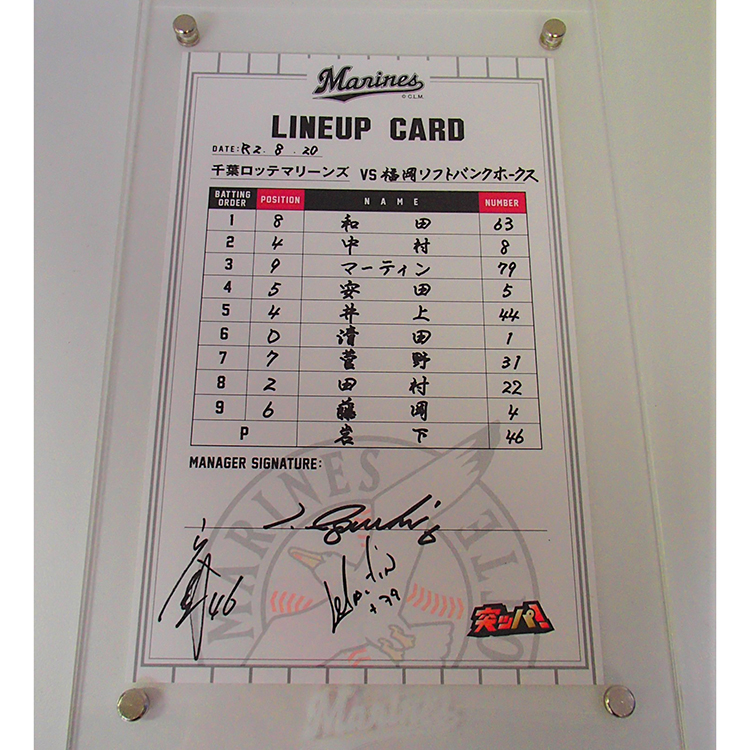 Marines
© C.L.M.
LINEUP CARD
DATE: R2.8.20
千葉ロッテマリーンズ VS 福岡ソフトバンクホークス
BATTING ORDER POSITION NAME NUMBER
1 8 和田 63
2 4 中村 8
3 9 マーティン 79
4 5 安田 5
5 4 井上 44
6 D 清田 1
7 7 菅野 31
8 2 田村 22
9 6 藤岡 4
P 岩下 46
MANAGER SIGNATURE:
MARINES
46
79
突ッパ!
Marines